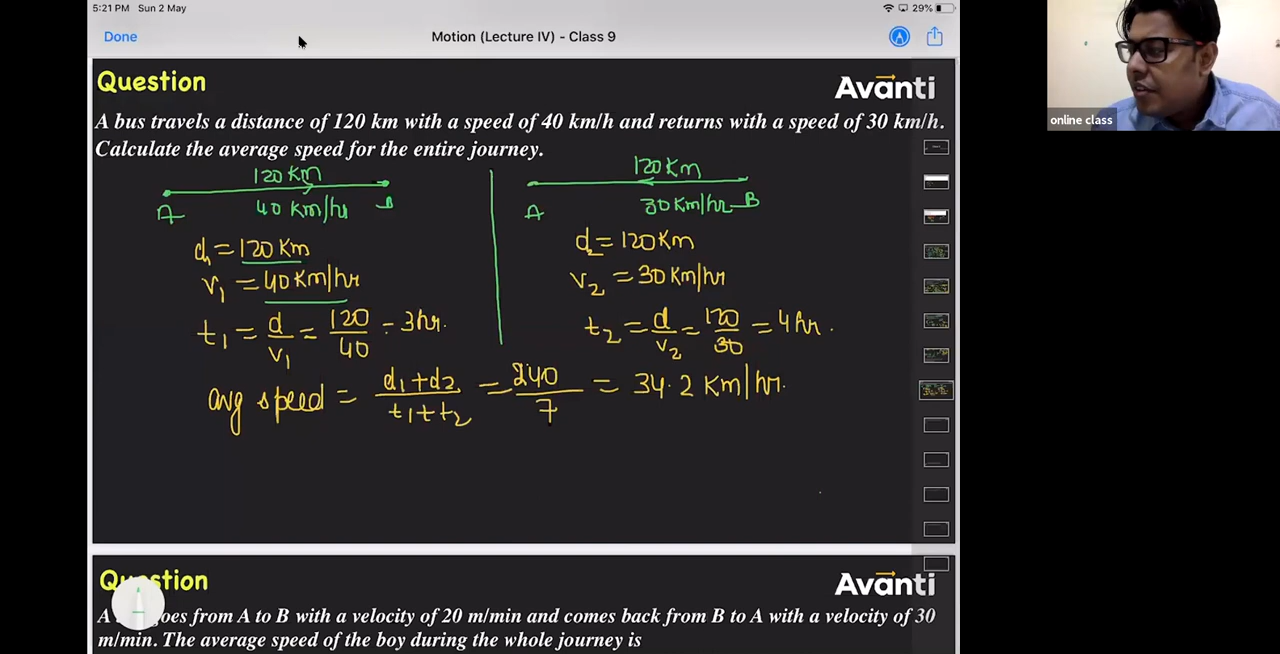 5:21 PM Sun 2 May
29%
Done
Motion (Lecture IV) - Class 9
online class
Question
Avanti
A bus travels a distance of 120 km with a speed of 40 km/h and returns with a speed of 30 km/h.
Calculate the average speed for the entire journey.
120 Km
A 40 Km/hr B
120 Km
A 30 Km/hr B
d₁ = 120 Km
v₁ = 40 Km/hr
t₁ = d/v₁ = 120/40 = 3 hr.
d₂ = 120 Km
v₂ = 30 Km/hr
t₂ = d/v₂ = 120/30 = 4 hr.
avg speed = d₁+d₂/t₁+t₂ = 240/7 = 34.2 Km/hr.
Question
Avanti
A goes from A to B with a velocity of 20 m/min and comes back from B to A with a velocity of 30
m/min. The average speed of the boy during the whole journey is